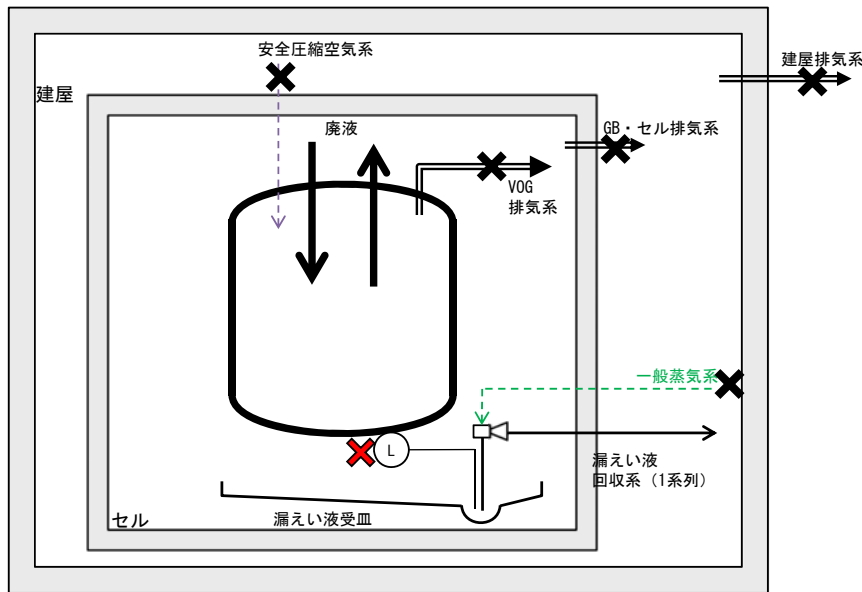 安全圧縮空気系
建屋排気系
建屋
GB・セル排気系
廃液
VOG
排気系
一般蒸気系
L
漏えい液
回収系（1系列）
漏えい液受皿
セル